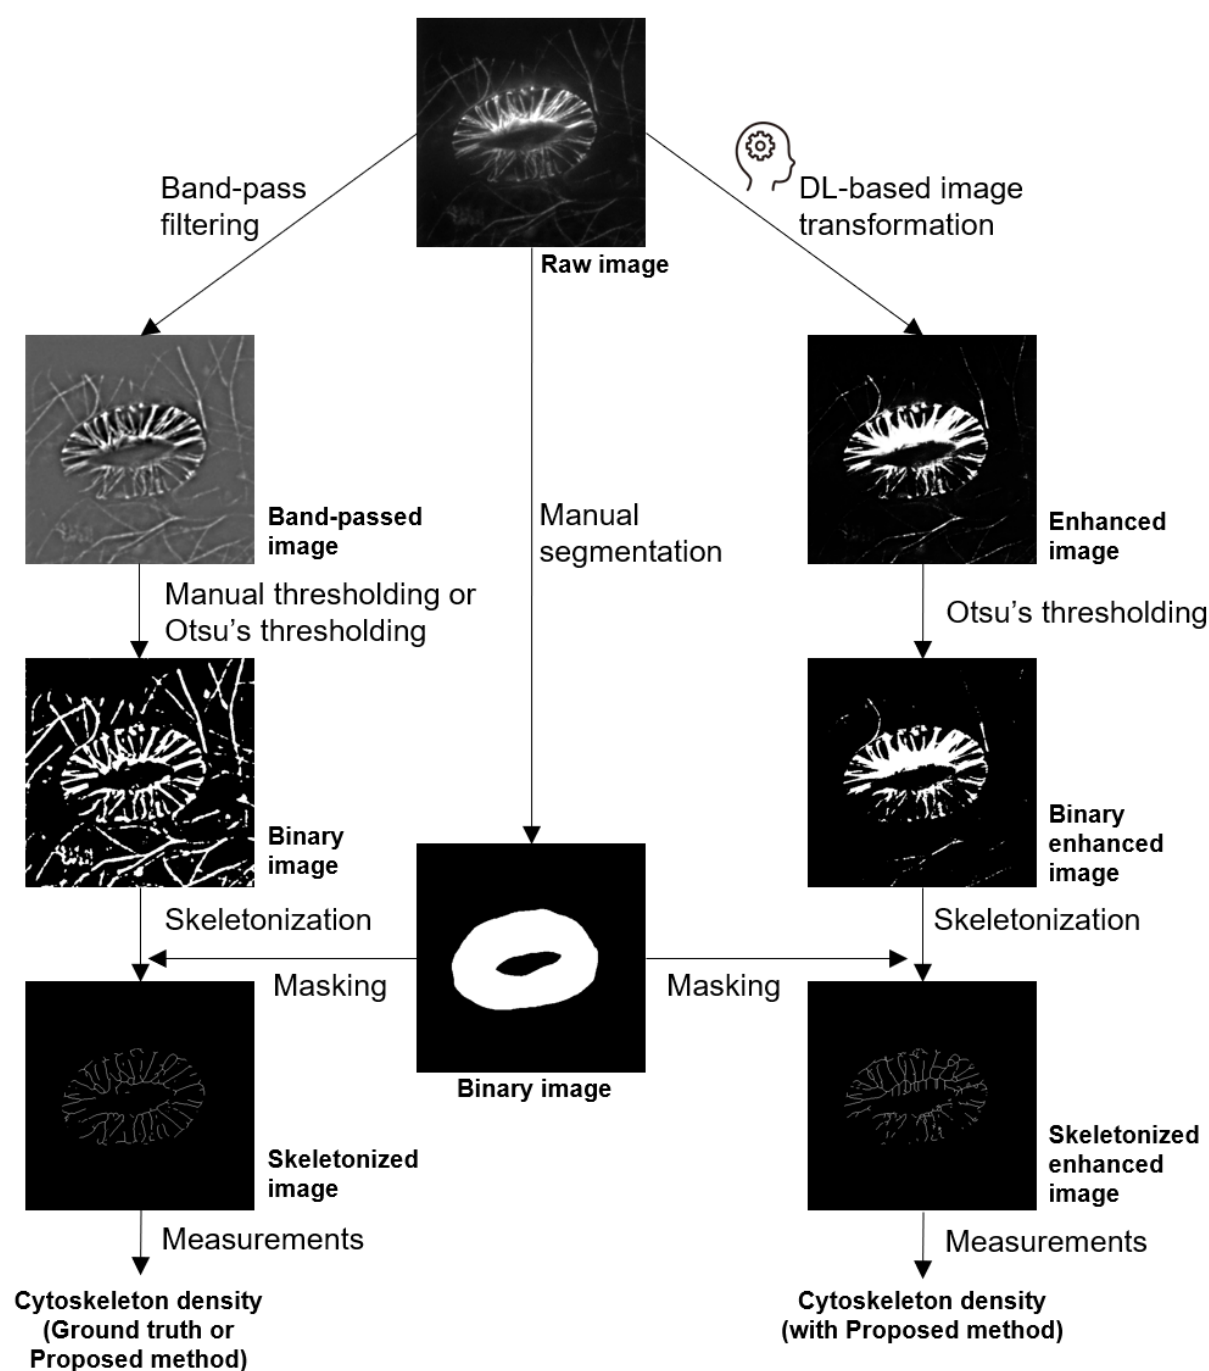 Band-pass
filtering
DL-based image
transformation
Raw image
Band-passed
image
Manual
segmentation
Enhanced
image
Manual thresholding or
Otsu's thresholding
Otsu's thresholding
Binary
image
Binary
enhanced
image
Skeletonization
Skeletonization
Masking
Masking
Binary image
Skeletonized
image
Skeletonized
enhanced
image
Measurements
Measurements
Cytoskeleton density
(Ground truth or
Proposed method)
Cytoskeleton density
(with Proposed method)